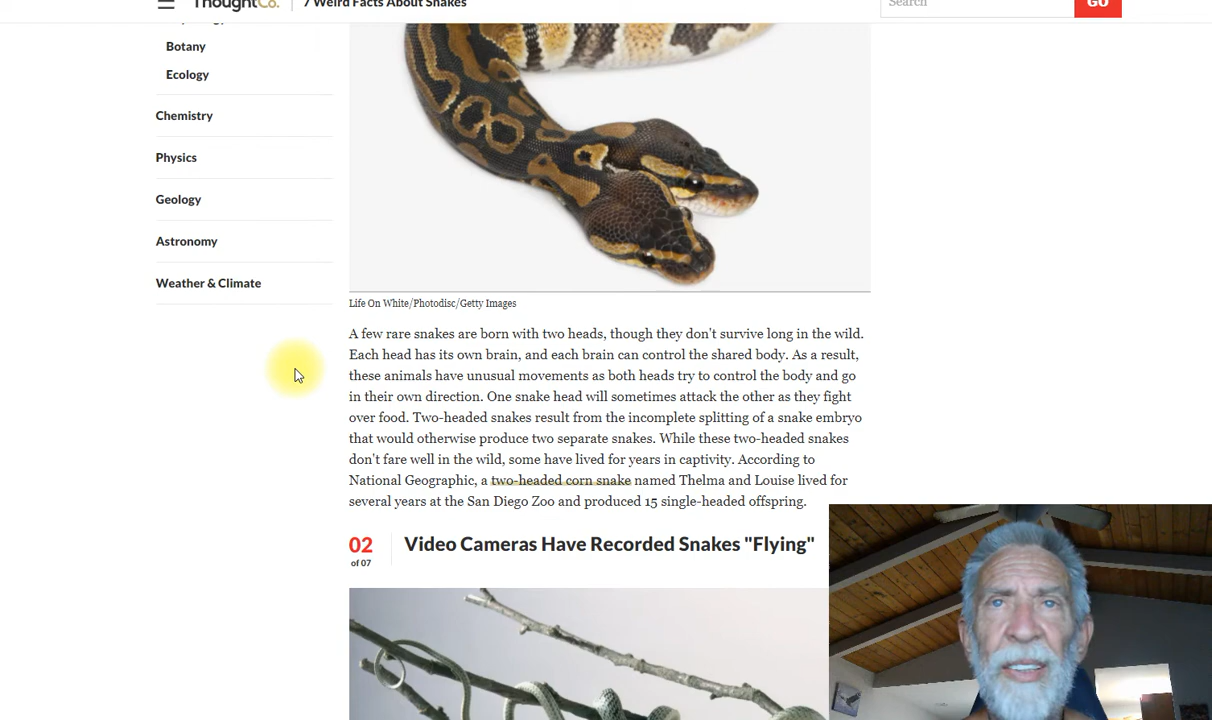 ThoughtCo.
7 Weird Facts About Snakes
Search
GO
Botany
Ecology
Chemistry
Physics
Geology
Astronomy
Weather & Climate
Life On White/Photodisc/Getty Images
A few rare snakes are born with two heads, though they don't survive long in the wild.
Each head has its own brain, and each brain can control the shared body. As a result,
these animals have unusual movements as both heads try to control the body and go
in their own direction. One snake head will sometimes attack the other as they fight
over food. Two-headed snakes result from the incomplete splitting of a snake embryo
that would otherwise produce two separate snakes. While these two-headed snakes
don't fare well in the wild, some have lived for years in captivity. According to
National Geographic, a two-headed corn snake named Thelma and Louise lived for
several years at the San Diego Zoo and produced 15 single-headed offspring.
02
of 07
Video Cameras Have Recorded Snakes "Flying"